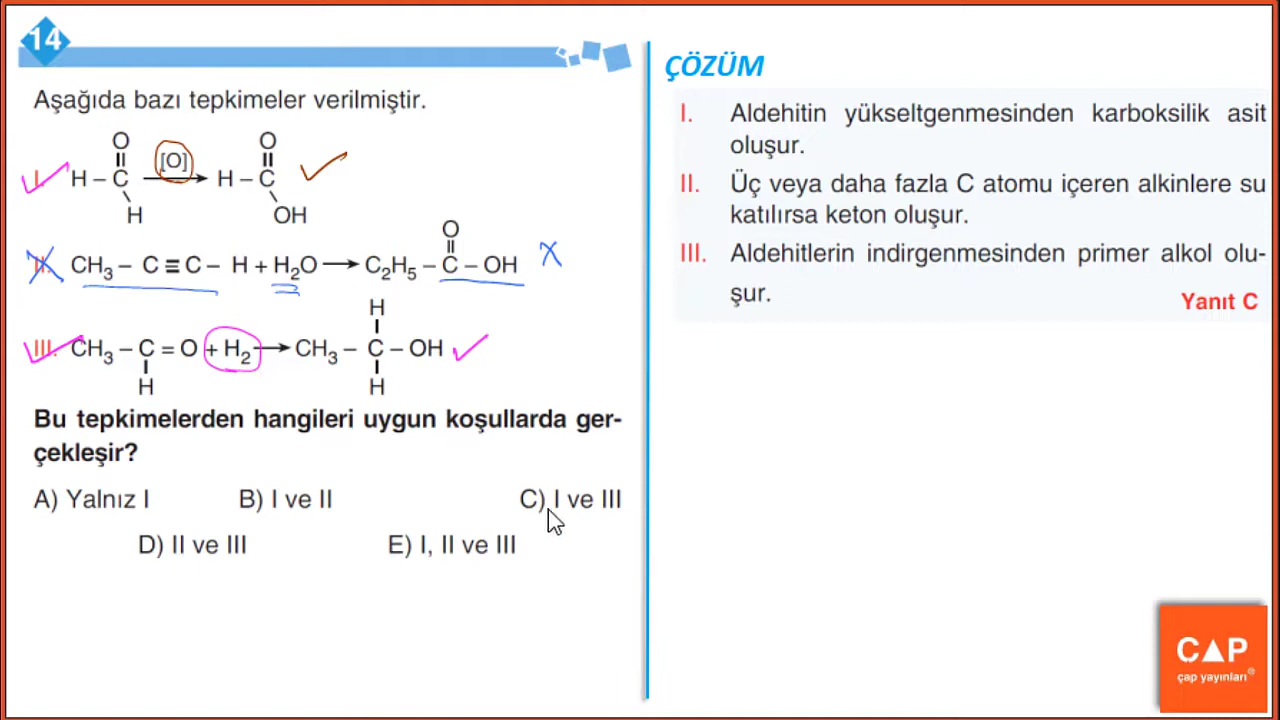 14
Aşağıda bazı tepkimeler verilmiştir.
O
O
I. H – C [O] H – C
H
OH
O
II. CH₃ – C ≡ C – H + H₂O → C₂H₅ – C – OH
H
III. CH₃ – C = O + H₂ → CH₃ – C – OH
H
H
Bu tepkimelerden hangileri uygun koşullarda ger-
çekleşir?
A) Yalnız I B) I ve II C) I ve III
D) II ve III E) I, II ve III
ÇÖZÜM
I. Aldehitin yükseltgenmesinden karboksilik asit
oluşur.
II. Üç veya daha fazla C atomu içeren alkinlere su
katılırsa keton oluşur.
III. Aldehitlerin indirgenmesinden primer alkol olu-
şur.
Yanıt C
CAP
çap yayınları®